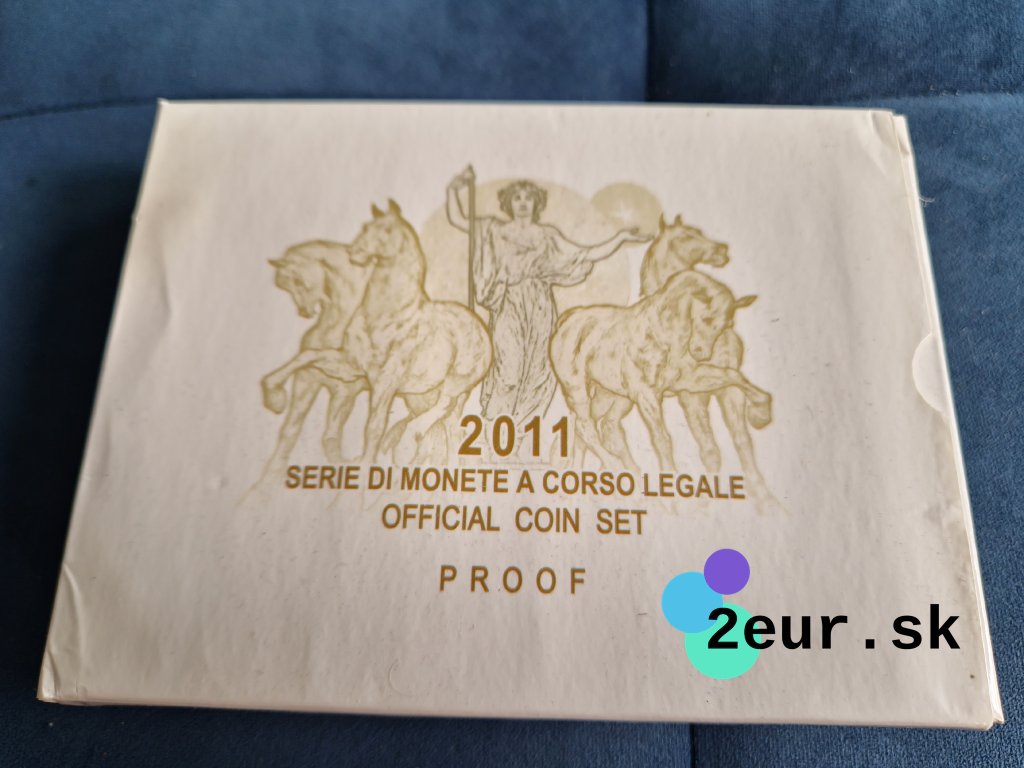 2011
SERIE DI MONETE A CORSO LEGALE
OFFICIAL COIN SET
PROOF
2eur.sk